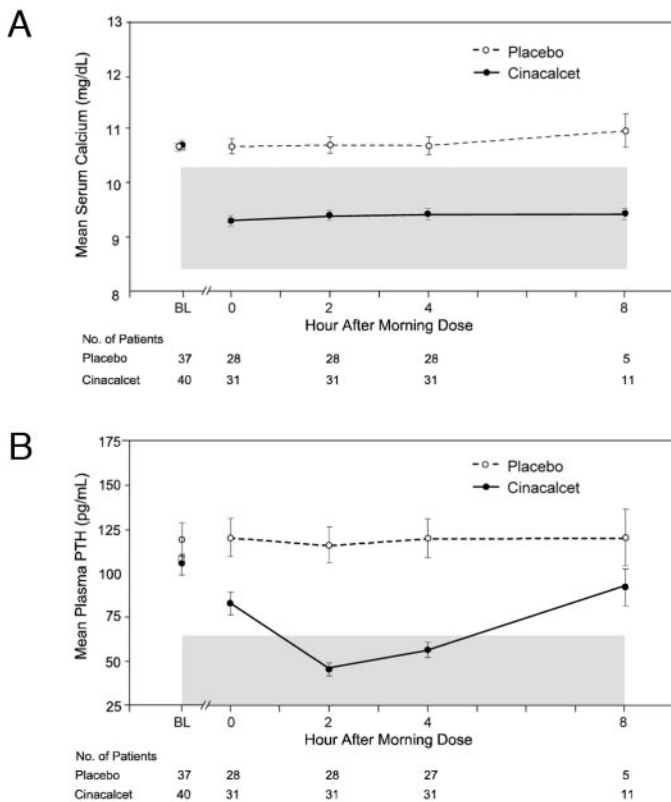 A
13
12
11
10
9
8
Mean Serum Calcium (mg/dL)
Placebo
Cinacalcet
BL
0
2
4
8
Hour After Morning Dose
No. of Patients
Placebo 37 28 28 28 5
Cinacalcet 40 31 31 31 11
B
175
150
125
100
75
50
25
Mean Plasma PTH (pg/mL)
Placebo
Cinacalcet
BL
0
2
4
8
Hour After Morning Dose
No. of Patients
Placebo 37 28 28 27 5
Cinacalcet 40 31 31 31 11